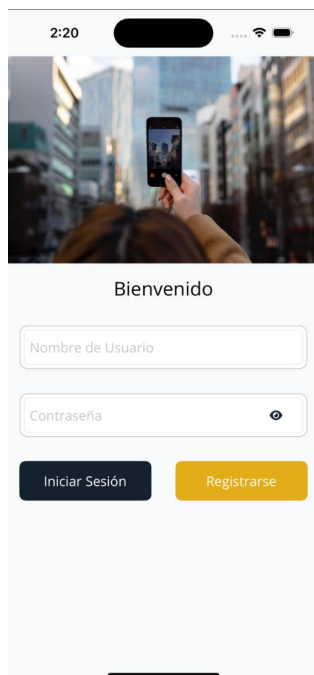 2:20
Bienvenido
Nombre de Usuario
Contraseña
Iniciar Sesión
Registrarse